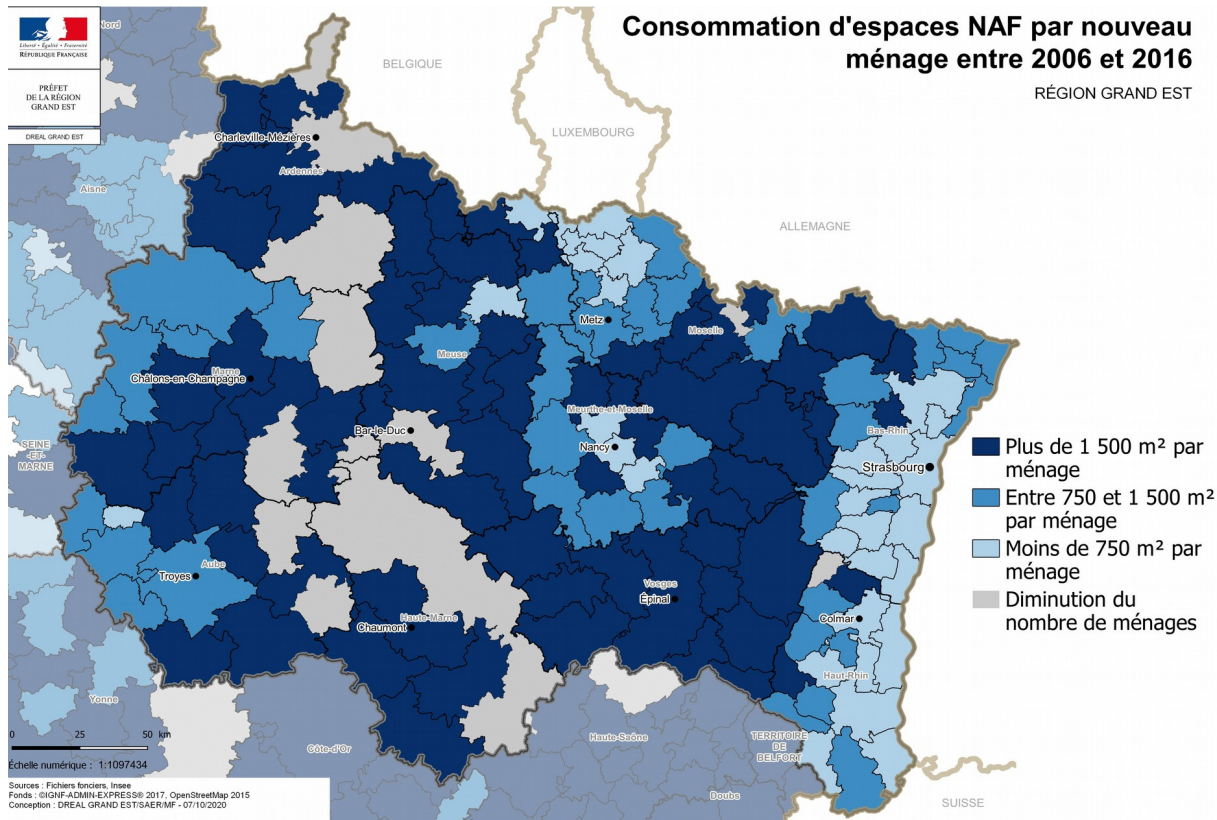 Liberté • Égalité • Fraternité
RÉPUBLIQUE FRANÇAISE
PRÉFET
DE LA RÉGION
GRAND EST
DREAL GRAND EST
Consommation d'espaces NAF par nouveau
ménage entre 2006 et 2016
RÉGION GRAND EST
Nord
BELGIQUE
LUXEMBOURG
ALLEMAGNE
Charleville-Mézières
Ardennes
Aisne
Metz
Moselle
Meuse
Marne
Châlons-en-Champagne
Meurthe-et-Moselle
Bar-le-Duc
Nancy
Bas-Rhin
SEINE
-ET-
MARNE
Strasbourg
Aube
Troyes
Vosges
Épinal
Haute-Marne
Chaumont
Colmar
Haut-Rhin
Yonne
Côte-d'Or
Haute-Saône
TERRITOIRE
DE
BELFORT
Doubs
SUISSE
Plus de 1 500 m² par
ménage
Entre 750 et 1 500 m²
par ménage
Moins de 750 m² par
ménage
Diminution du
nombre de ménages
0 25 50 km
Échelle numérique : 1:1097434
Sources : Fichiers fonciers, Insee
Fonds : ©IGNF-ADMIN-EXPRESS® 2017, OpenStreetMap 2015
Conception : DREAL GRAND EST/SAER/MF - 07/10/2020